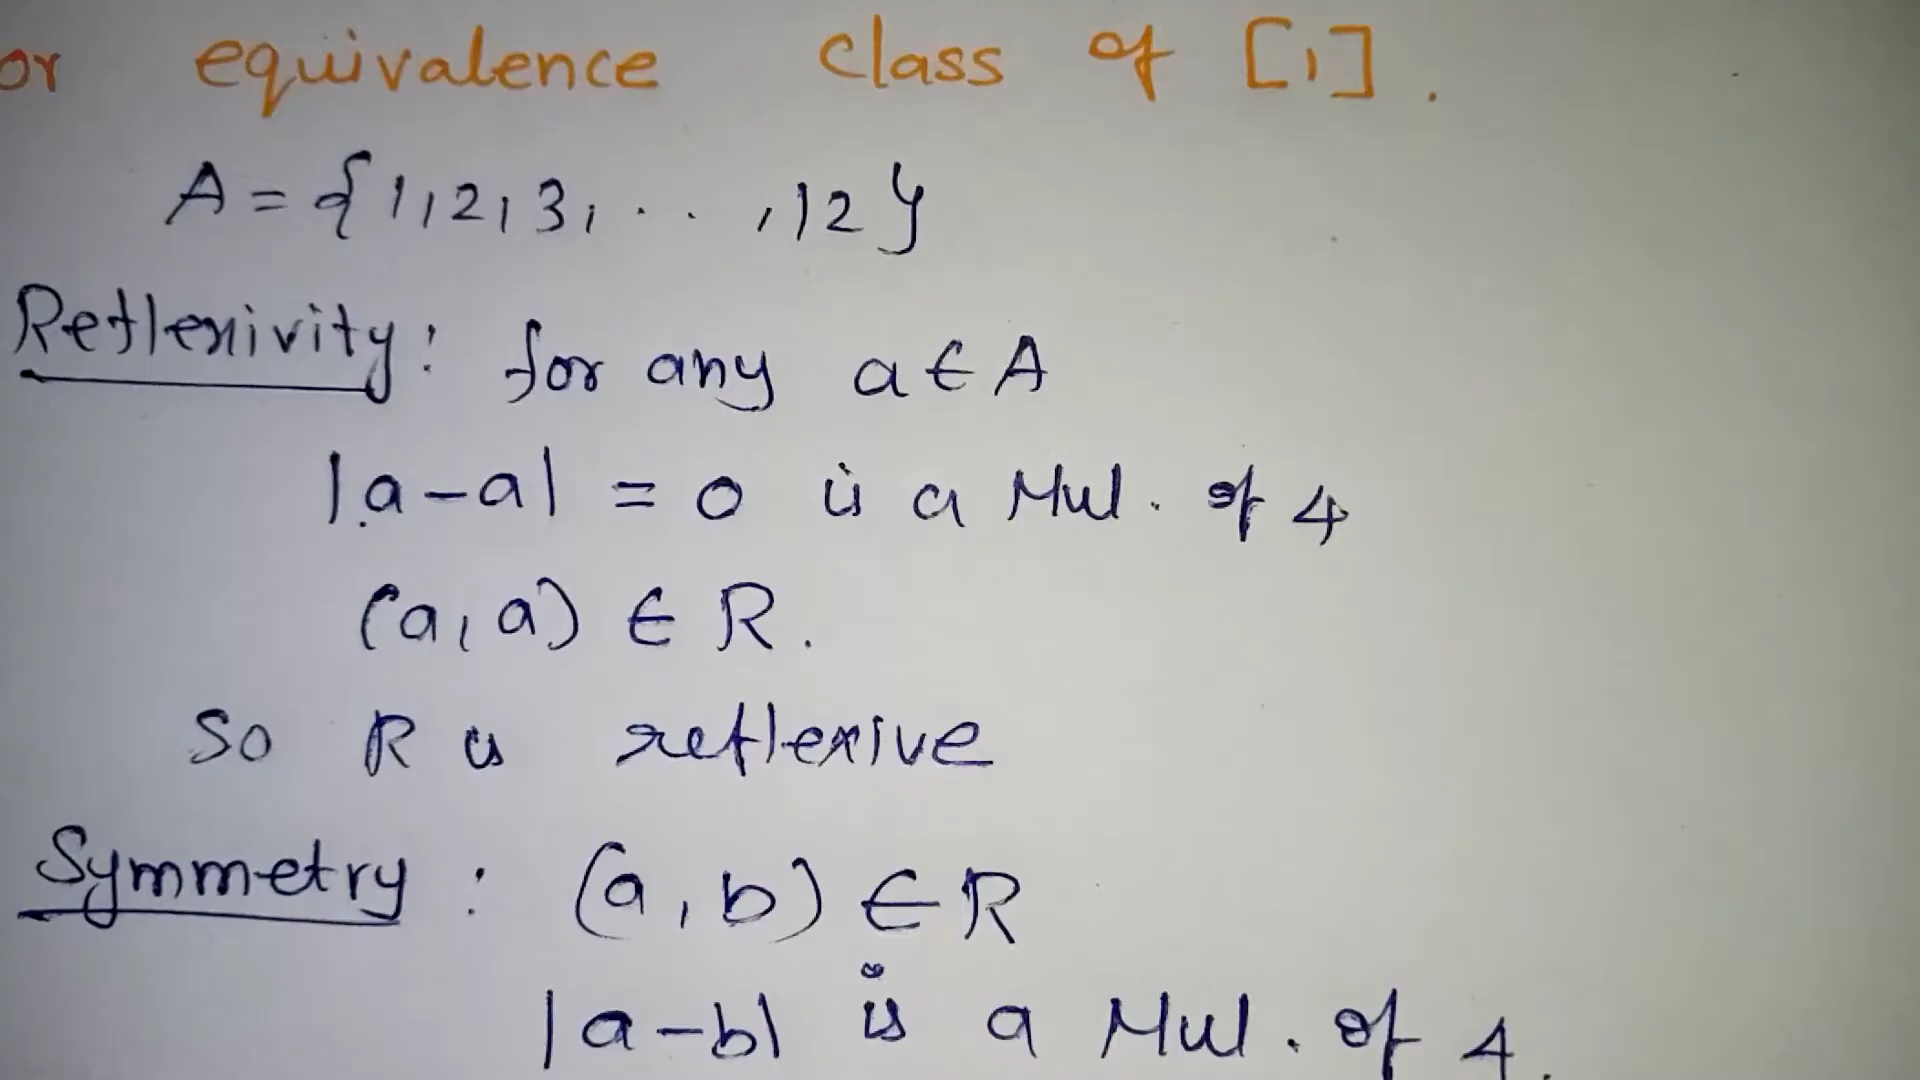 or equivalence class of [1].
A = {1,2,3, . . ,12}
Reflexivity: for any a ∈ A
|a-a| = 0 is a Mul. of 4
(a,a) ∈ R.
So R is reflexive
Symmetry : (a,b) ∈ R
|a-b| is a Mul. of 4.